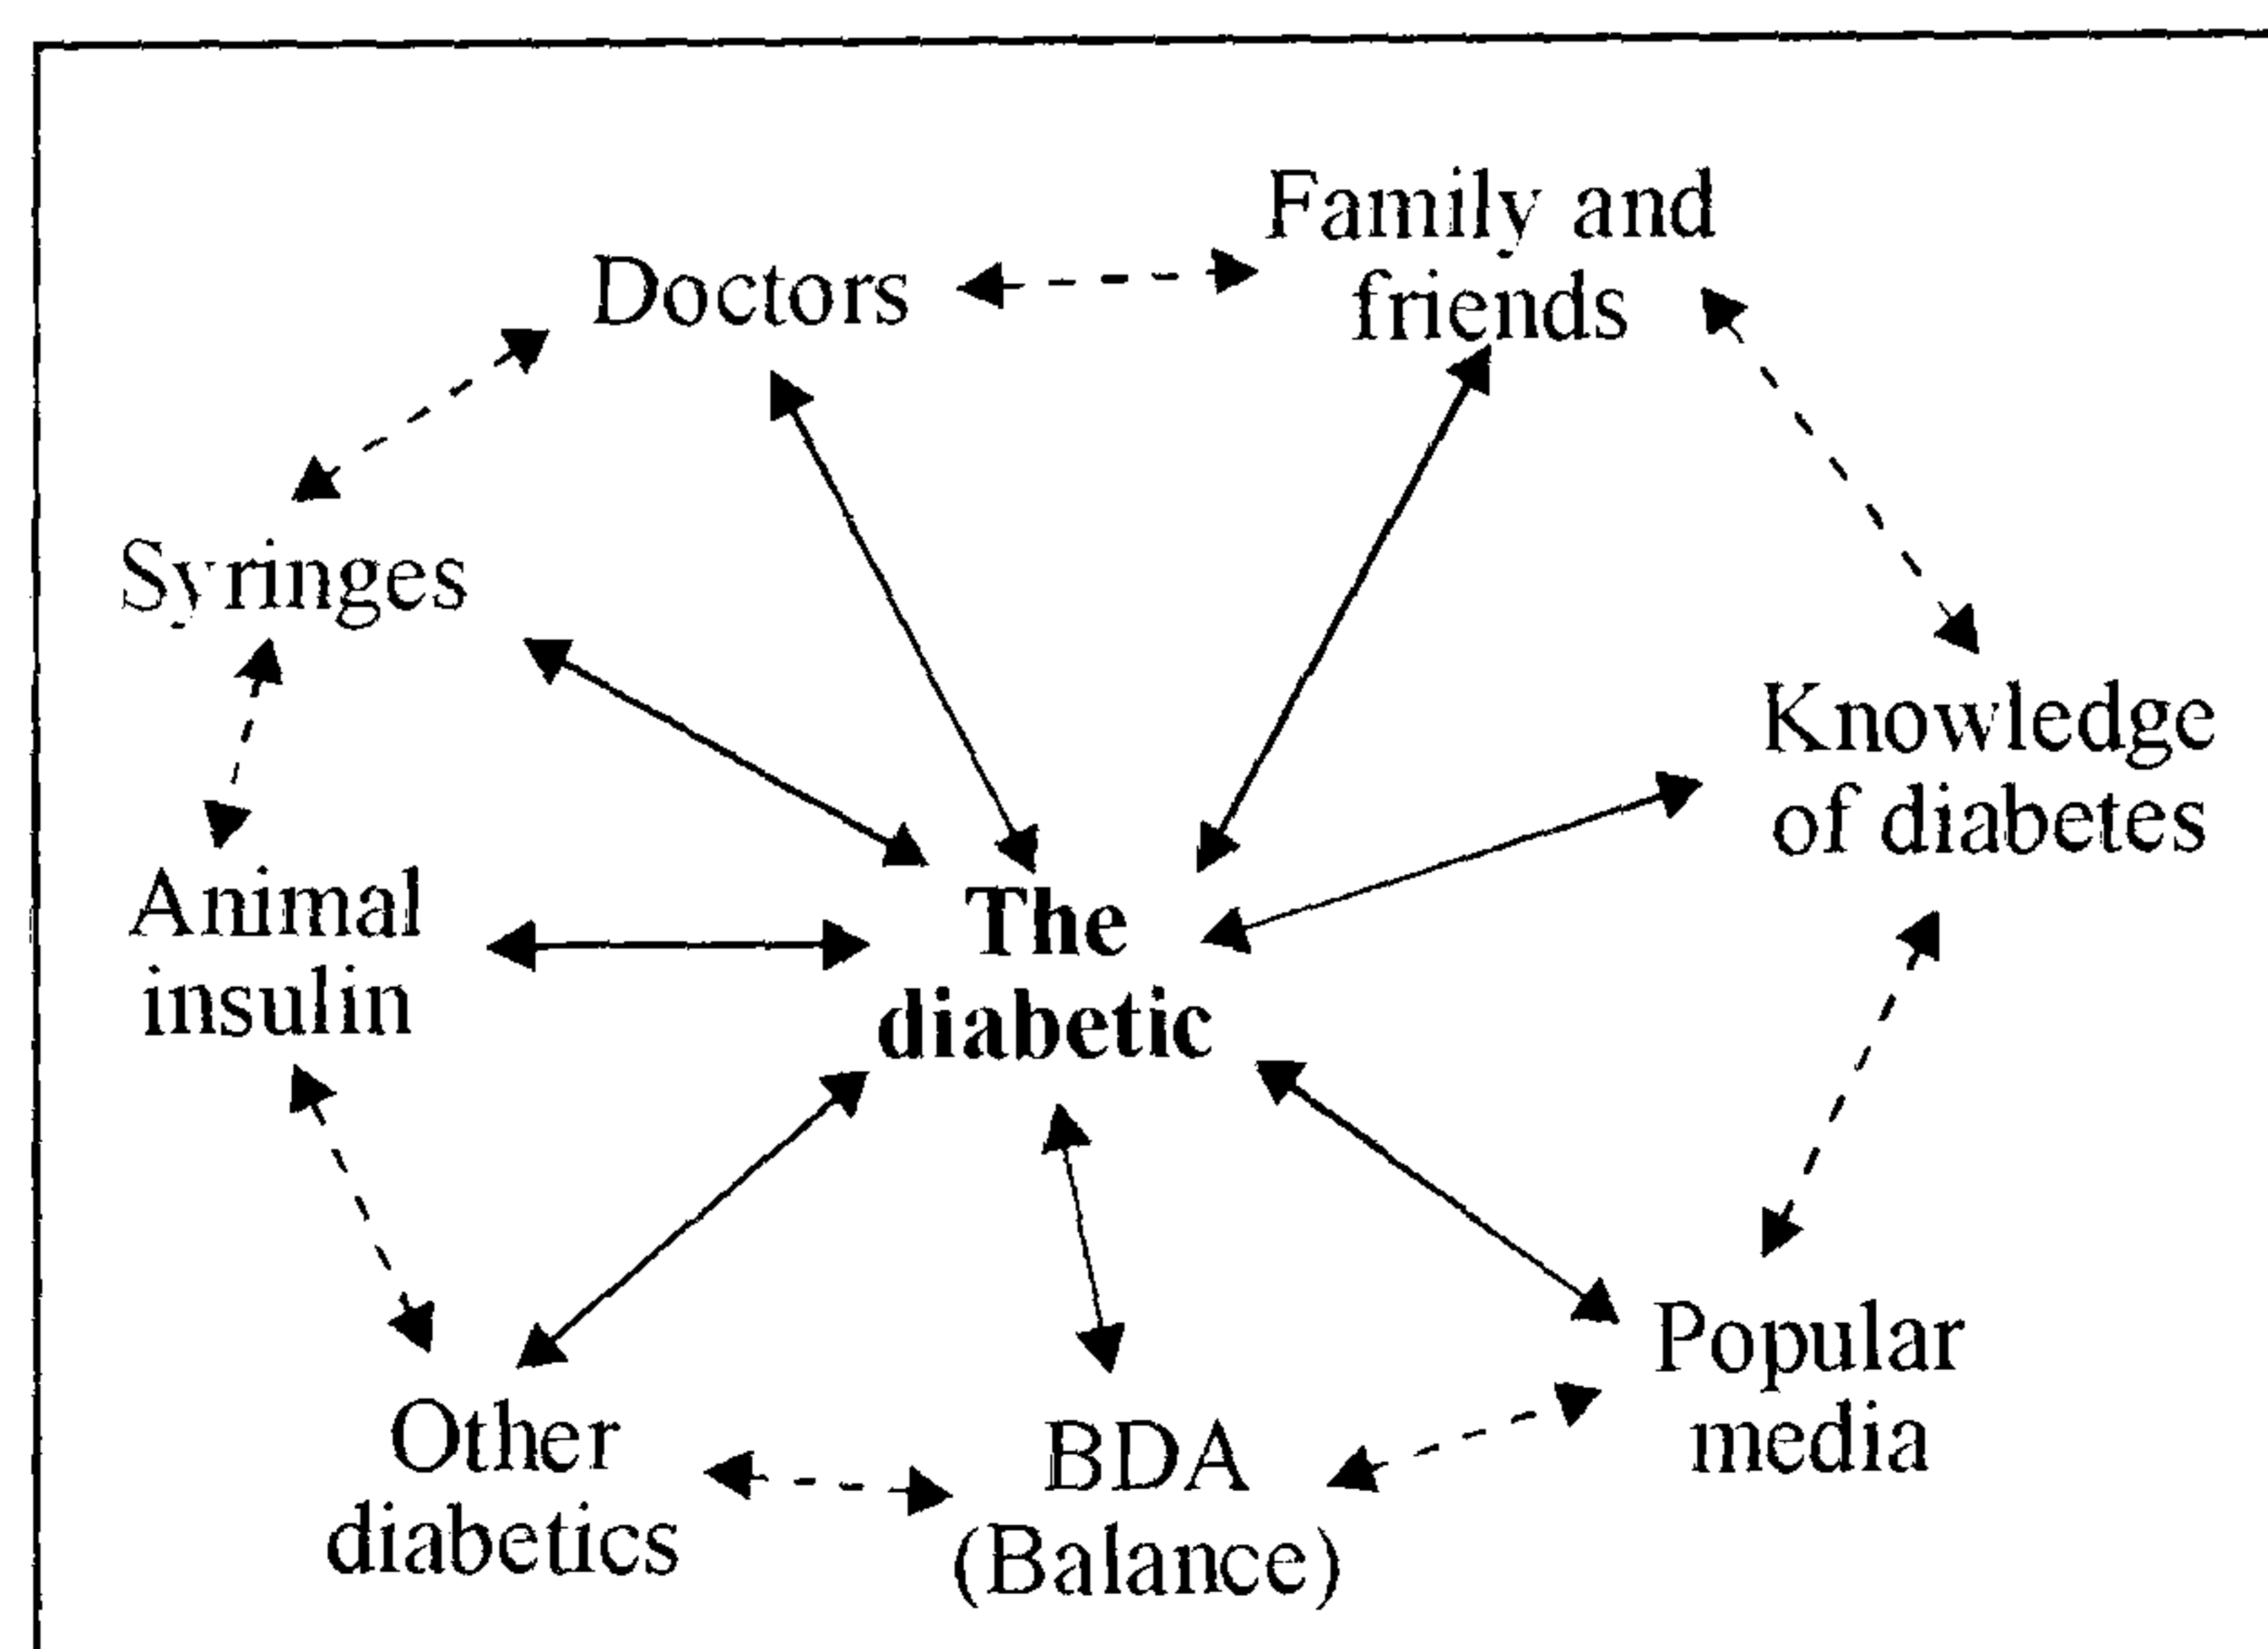 Family and
friends
Doctors
Syringes
Knowledge
of diabetes
Animal
insulin
The
diabetic
Popular
media
Other
diabetics
BDA
(Balance)